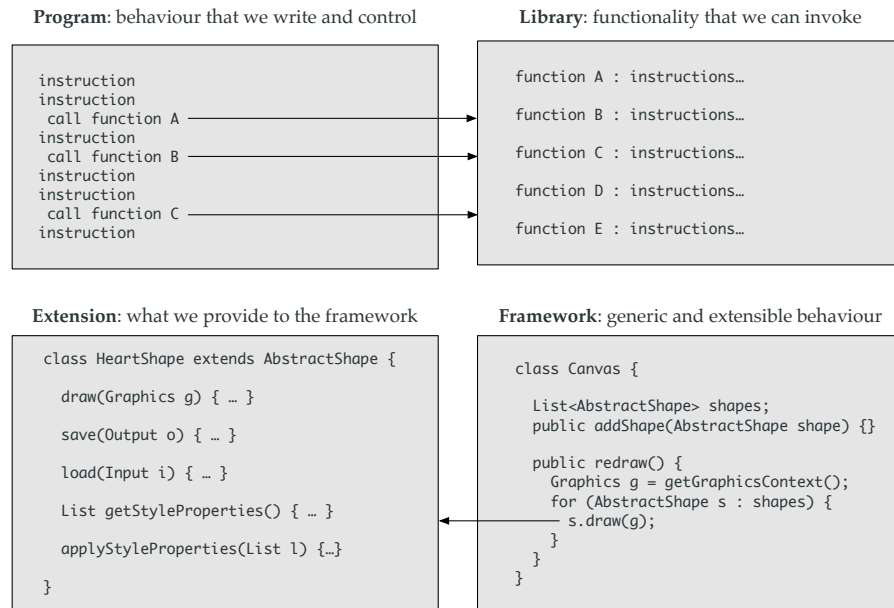 Program: behaviour that we write and control
instruction
instruction
call function A
instruction
call function B
instruction
instruction
call function C
instruction
Library: functionality that we can invoke
function A : instructions…
function B : instructions…
function C : instructions…
function D : instructions…
function E : instructions…
Extension: what we provide to the framework
class HeartShape extends AbstractShape {
draw(Graphics g) { … }
save(Output o) { … }
load(Input i) { … }
List getStyleProperties() { … }
applyStyleProperties(List l) {…}
}
Framework: generic and extensible behaviour
class Canvas {
List<AbstractShape> shapes;
public addShape(AbstractShape shape) {}
public redraw() {
Graphics g = getGraphicsContext();
for (AbstractShape s : shapes) {
s.draw(g);
}
}
}